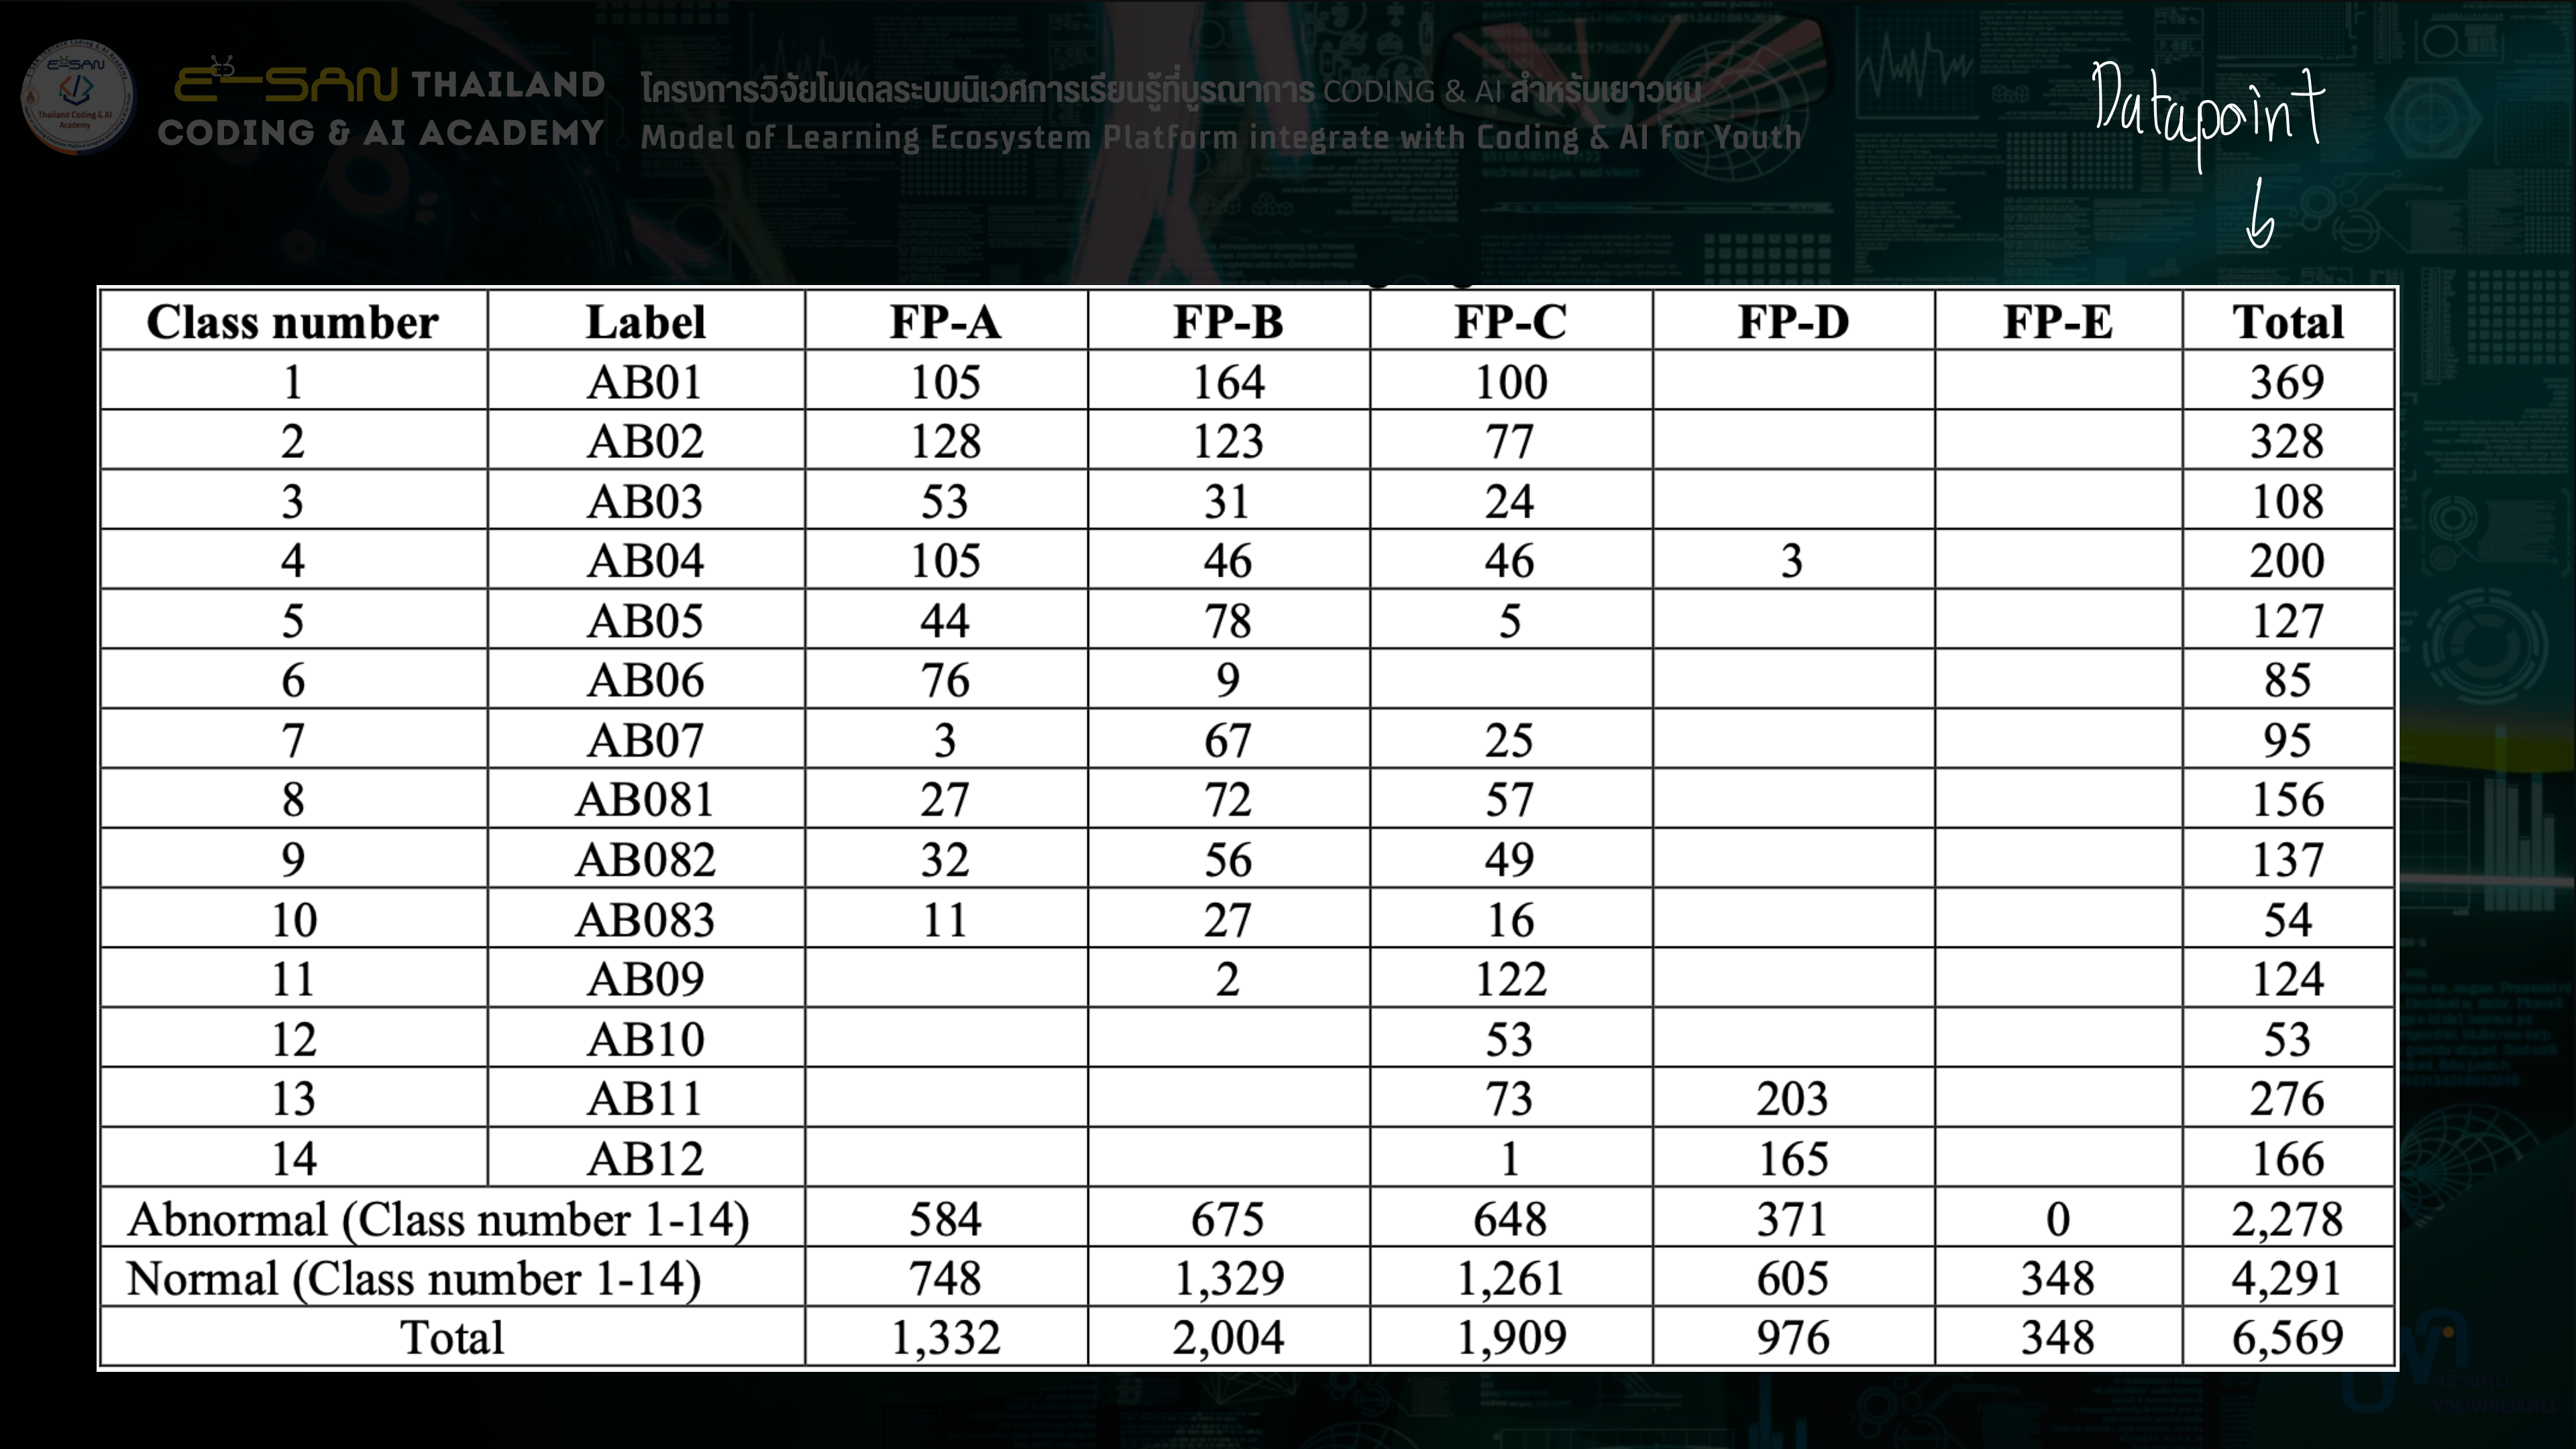 E-SAN THAILAND
CODING & AI ACADEMY
E-SAN
Thailand Coding & AI
Academy
โครงการวิจัยโมเดลระบบนิเวศการเรียนรู้ที่บูรณาการ CODING & AI สำหรับเยาวชน
Model of Learning Ecosystem Platform integrate with Coding & AI for Youth
Datapoint
Class number Label FP-A FP-B FP-C FP-D FP-E Total
1 AB01 105 164 100 369
2 AB02 128 123 77 328
3 AB03 53 31 24 108
4 AB04 105 46 46 3 200
5 AB05 44 78 5 127
6 AB06 76 9 85
7 AB07 3 67 25 95
8 AB081 27 72 57 156
9 AB082 32 56 49 137
10 AB083 11 27 16 54
11 AB09 2 122 124
12 AB10 53 53
13 AB11 73 203 276
14 AB12 1 165 166
Abnormal (Class number 1-14) 584 675 648 371 0 2,278
Normal (Class number 1-14) 748 1,329 1,261 605 348 4,291
Total 1,332 2,004 1,909 976 348 6,569